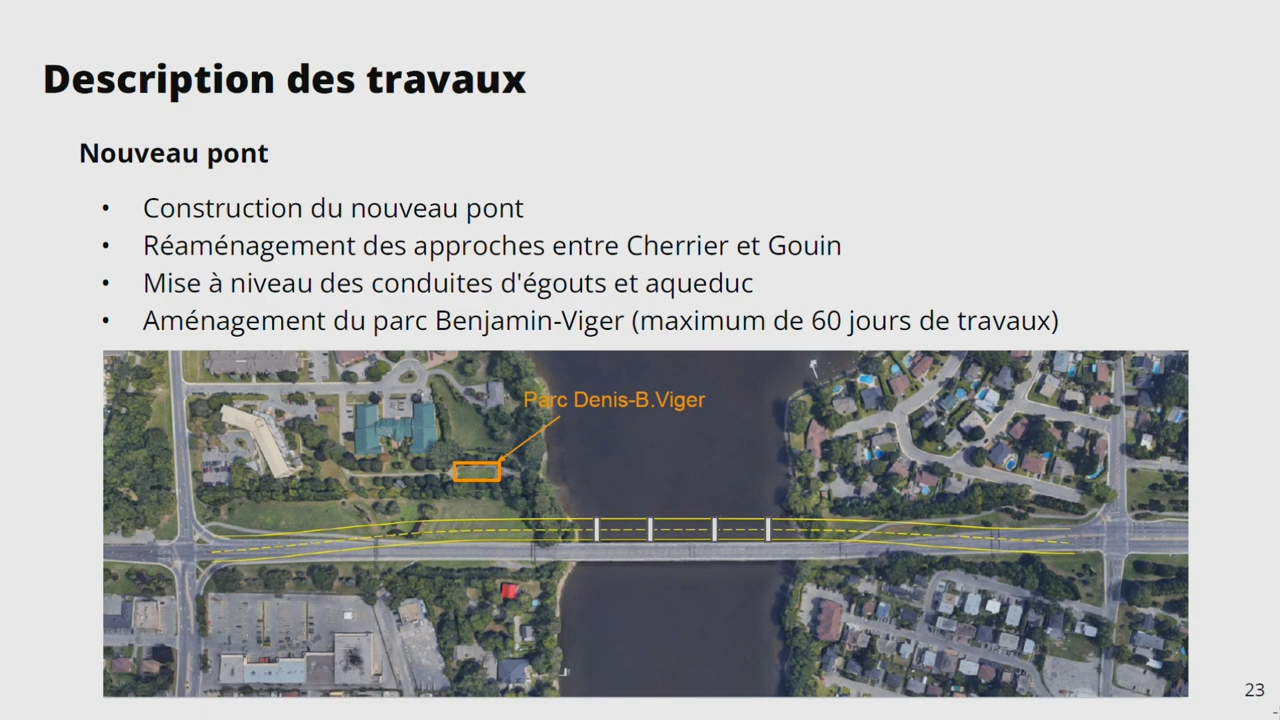 Description des travaux
Nouveau pont
• Construction du nouveau pont
• Réaménagement des approches entre Cherrier et Gouin
• Mise à niveau des conduites d'égouts et aqueduc
• Aménagement du parc Benjamin-Viger (maximum de 60 jours de travaux)
Parc Denis-B.Viger
23